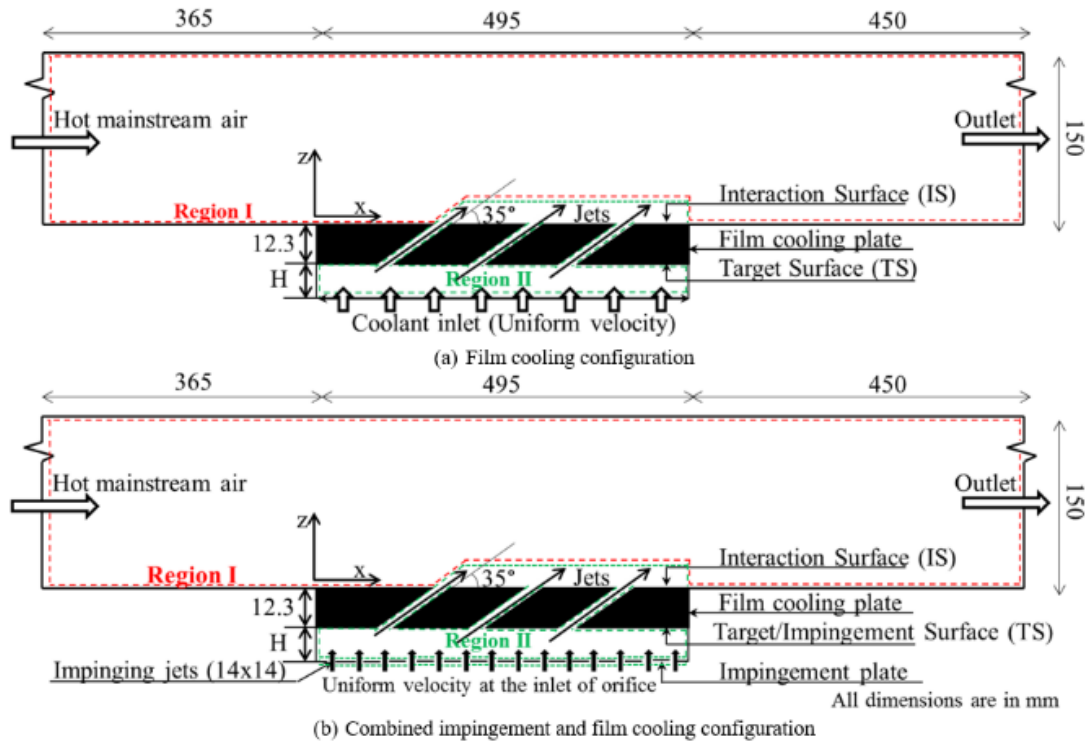 365 495 450
Hot mainstream air Outlet
150
z
Interaction Surface (IS)
Region I x 35° Jets
12.3 Film cooling plate
H Region II Target Surface (TS)
Coolant inlet (Uniform velocity)
(a) Film cooling configuration
365 495 450
Hot mainstream air Outlet
150
z
Interaction Surface (IS)
Region I x 35° Jets
12.3 Film cooling plate
H Region II Target/Impingement Surface (TS)
Impinging jets (14x14) Impingement plate
Uniform velocity at the inlet of orifice
All dimensions are in mm
(b) Combined impingement and film cooling configuration